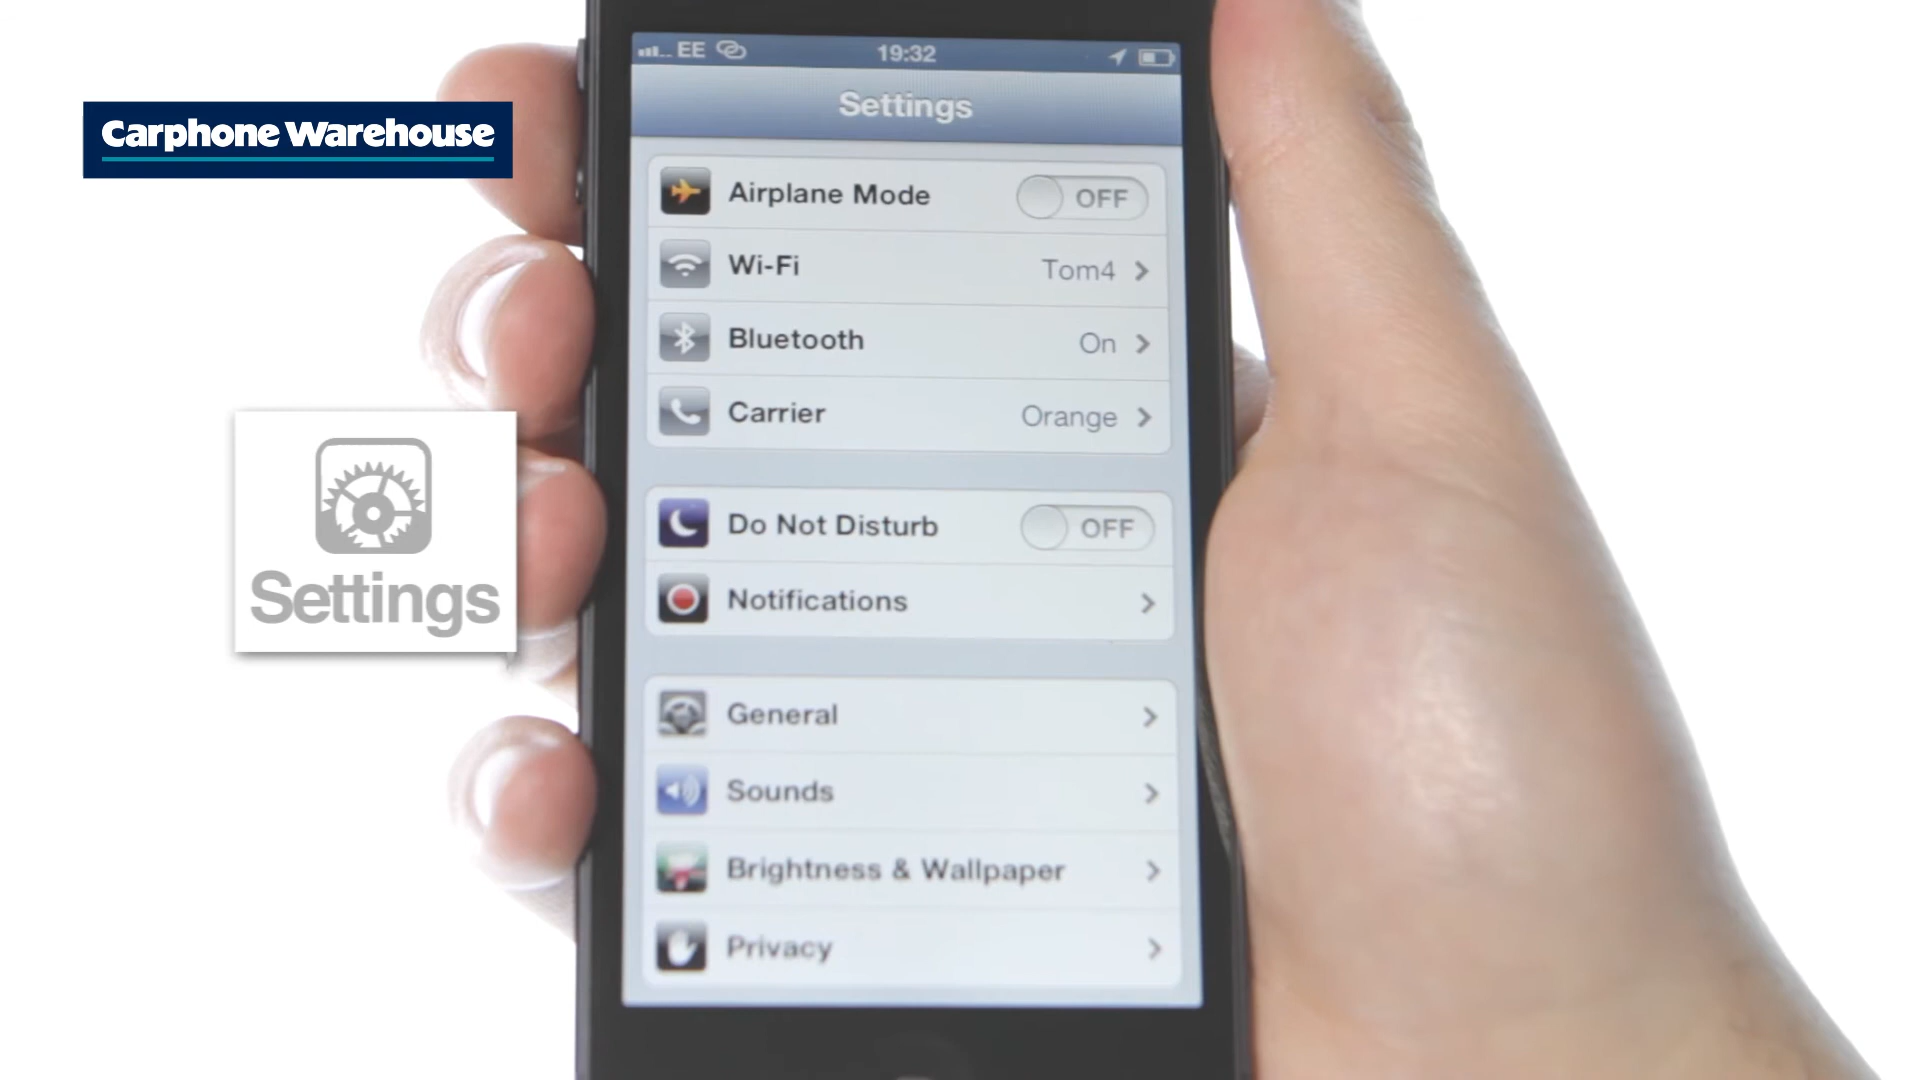 EE 19:32
Settings
Carphone Warehouse
Airplane Mode OFF
Wi-Fi Tom4
Bluetooth On
Carrier Orange
Do Not Disturb OFF
Settings
Notifications
General
Sounds
Brightness & Wallpaper
Privacy